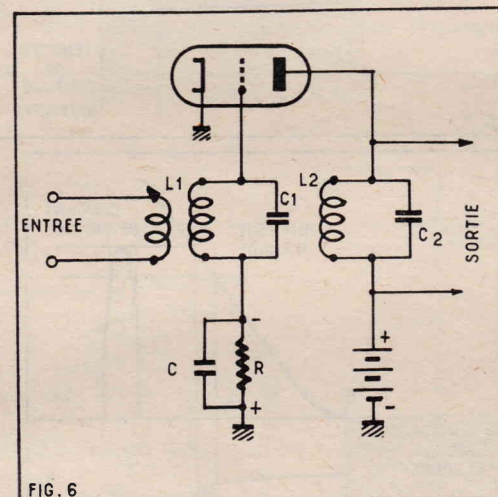 L1
C1
L2
C2
ENTREE
SORTIE
-
C
R
+
+
-
FIG. 6